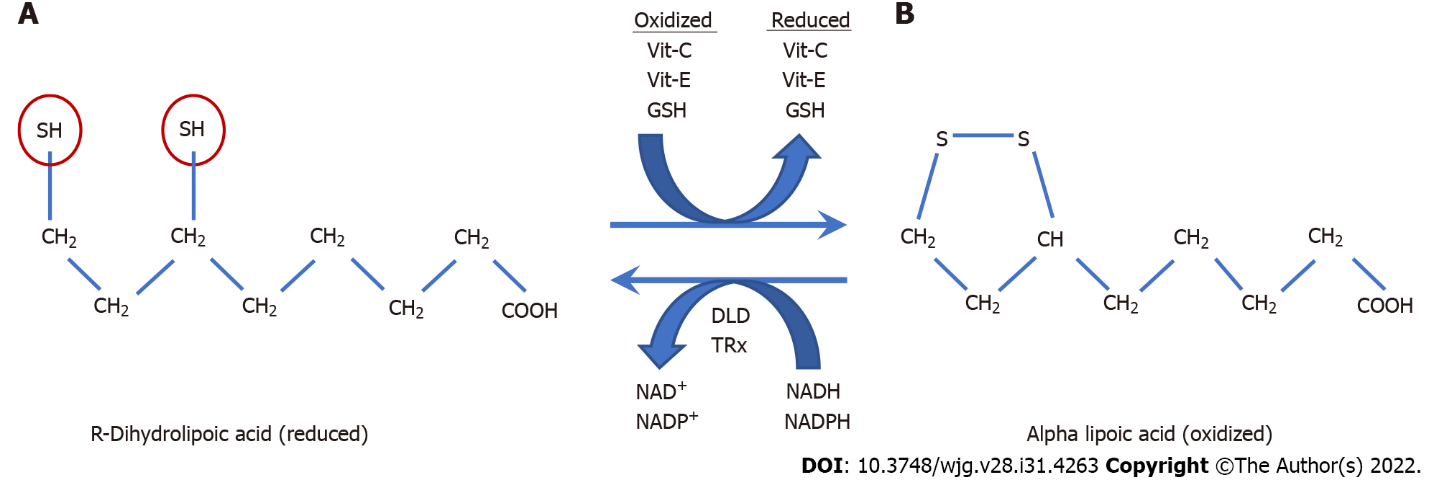 A
B
Oxidized
Vit-C
Vit-E
GSH
Reduced
Vit-C
Vit-E
GSH
SH
SH
CH₂
CH₂
CH₂
CH₂
CH₂
CH₂
CH₂
COOH
S
S
CH₂
CH
CH₂
CH₂
CH₂
CH₂
CH₂
COOH
DLD
TRx
NAD⁺
NADP⁺
NADH
NADPH
R-Dihydrolipoic acid (reduced)
Alpha lipoic acid (oxidized)
DOI: 10.3748/wjg.v28.i31.4263 Copyright ©The Author(s) 2022.